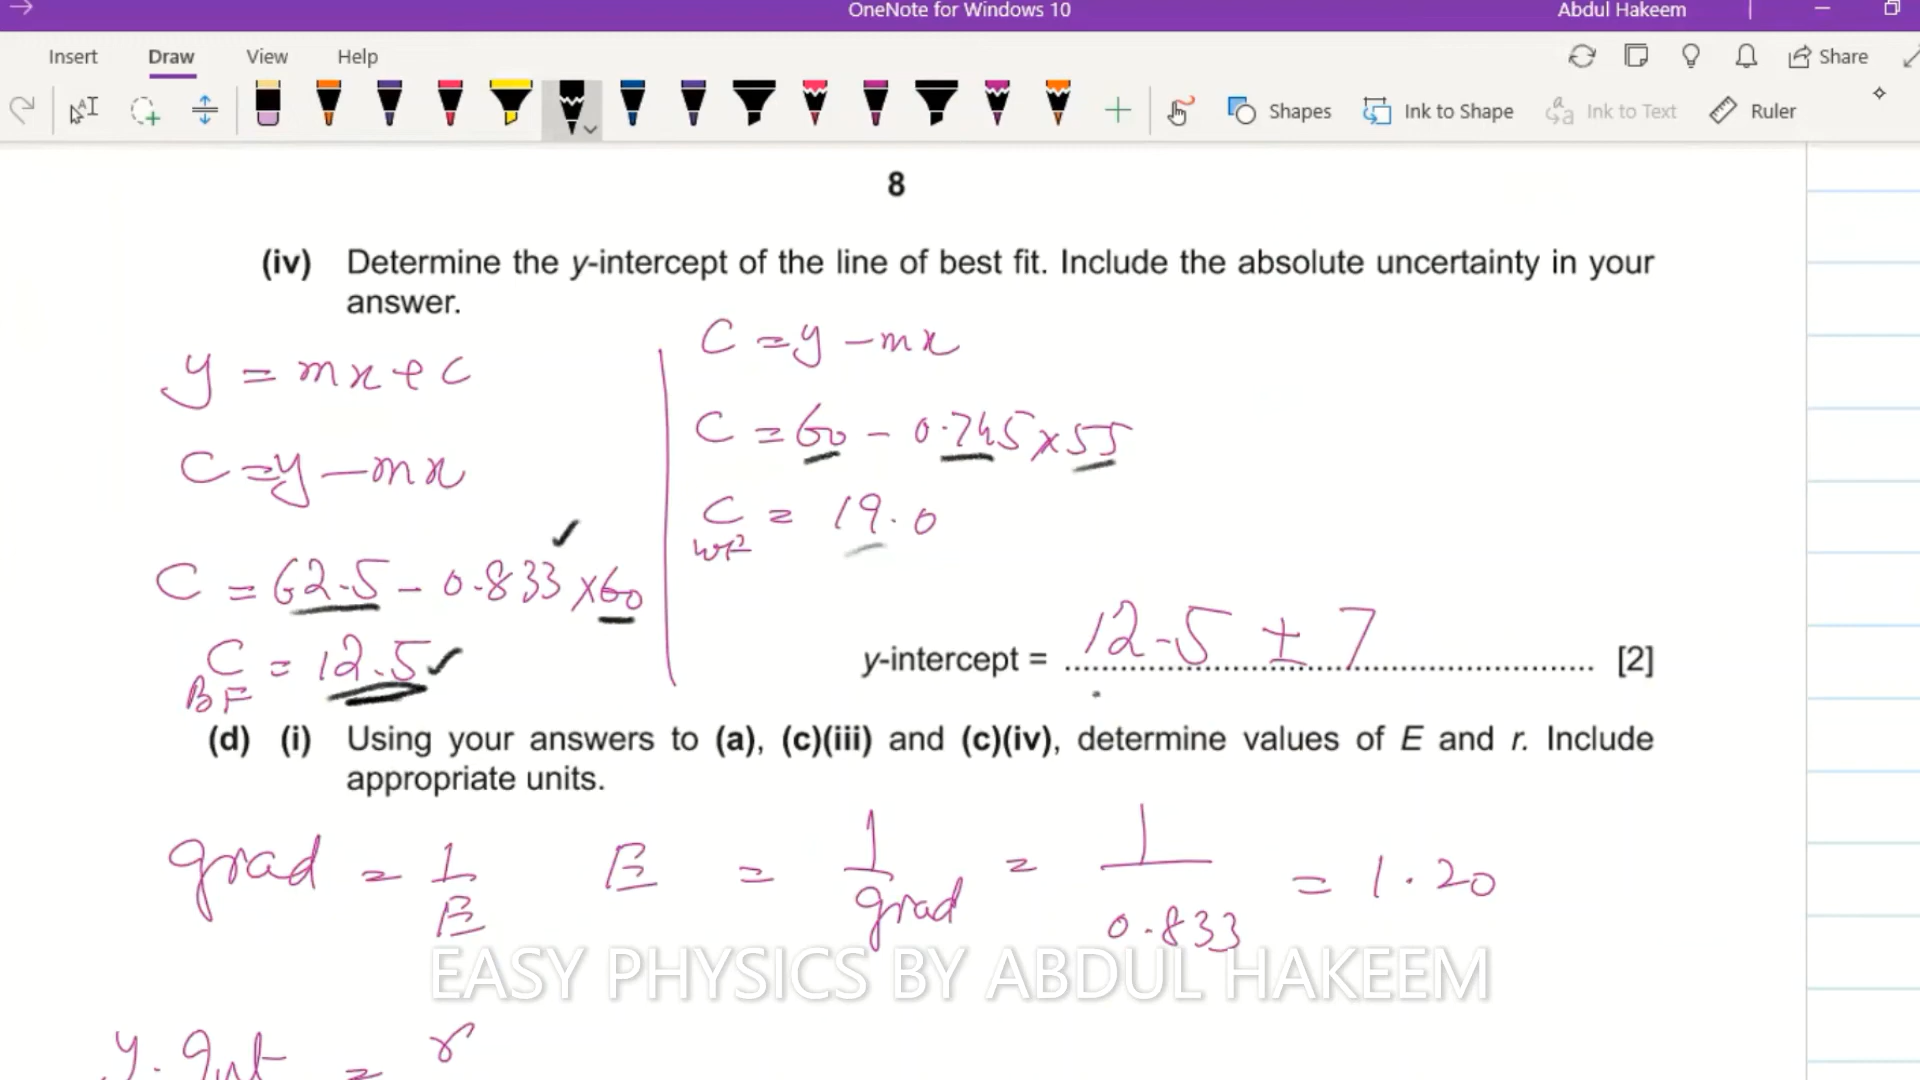 OneNote for Windows 10 Abdul Hakeem
Insert Draw View Help Share
Shapes Ink to Shape Ink to Text Ruler
8
(iv) Determine the y-intercept of the line of best fit. Include the absolute uncertainty in your
answer.
y = mx + c
c = y - mx
c = 62.5 - 0.833 x 60 ✓
C BF = 12.5 ✓
c = y - mx
c = 60 - 0.745 x 55
C WF = 19.0
y-intercept = 12.5 ± 7 [2]
(d) (i) Using your answers to (a), (c)(iii) and (c)(iv), determine values of E and r. Include
appropriate units.
grad = 1/E E = 1/grad = 1/0.833 = 1.20
EASY PHYSICS BY ABDUL HAKEEM
y. Int = r